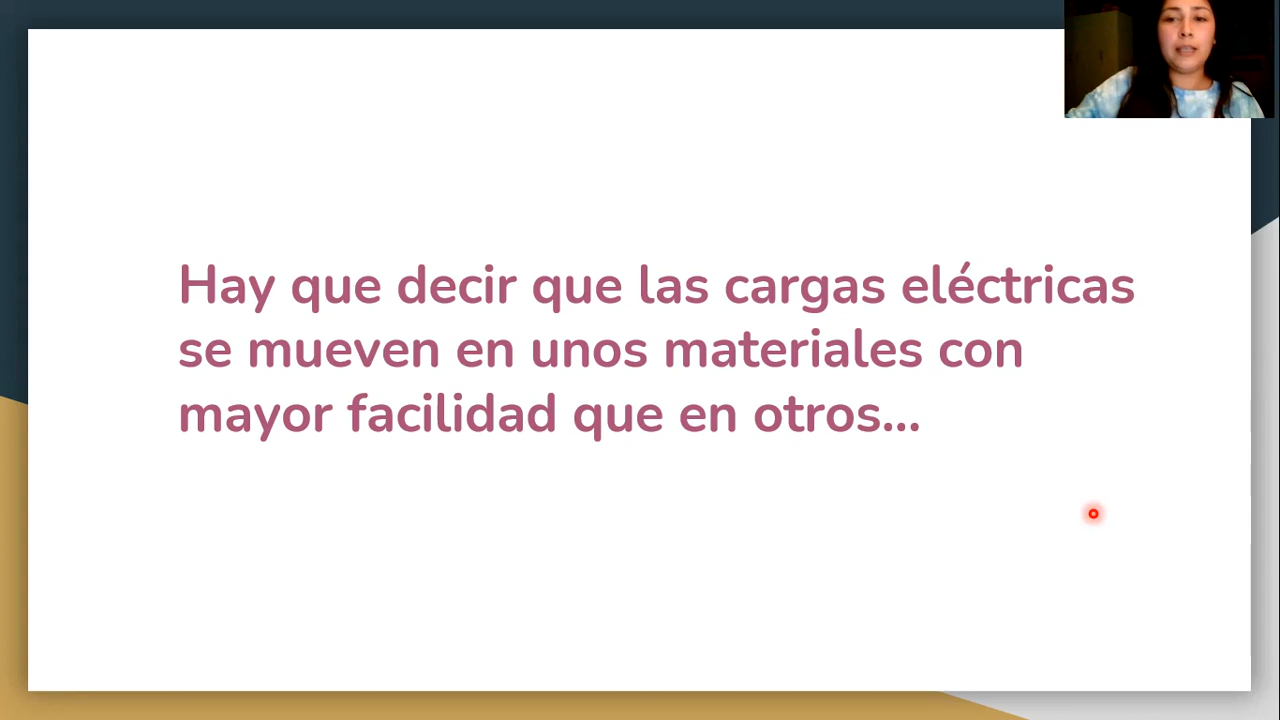 Hay que decir que las cargas eléctricas
se mueven en unos materiales con
mayor facilidad que en otros...